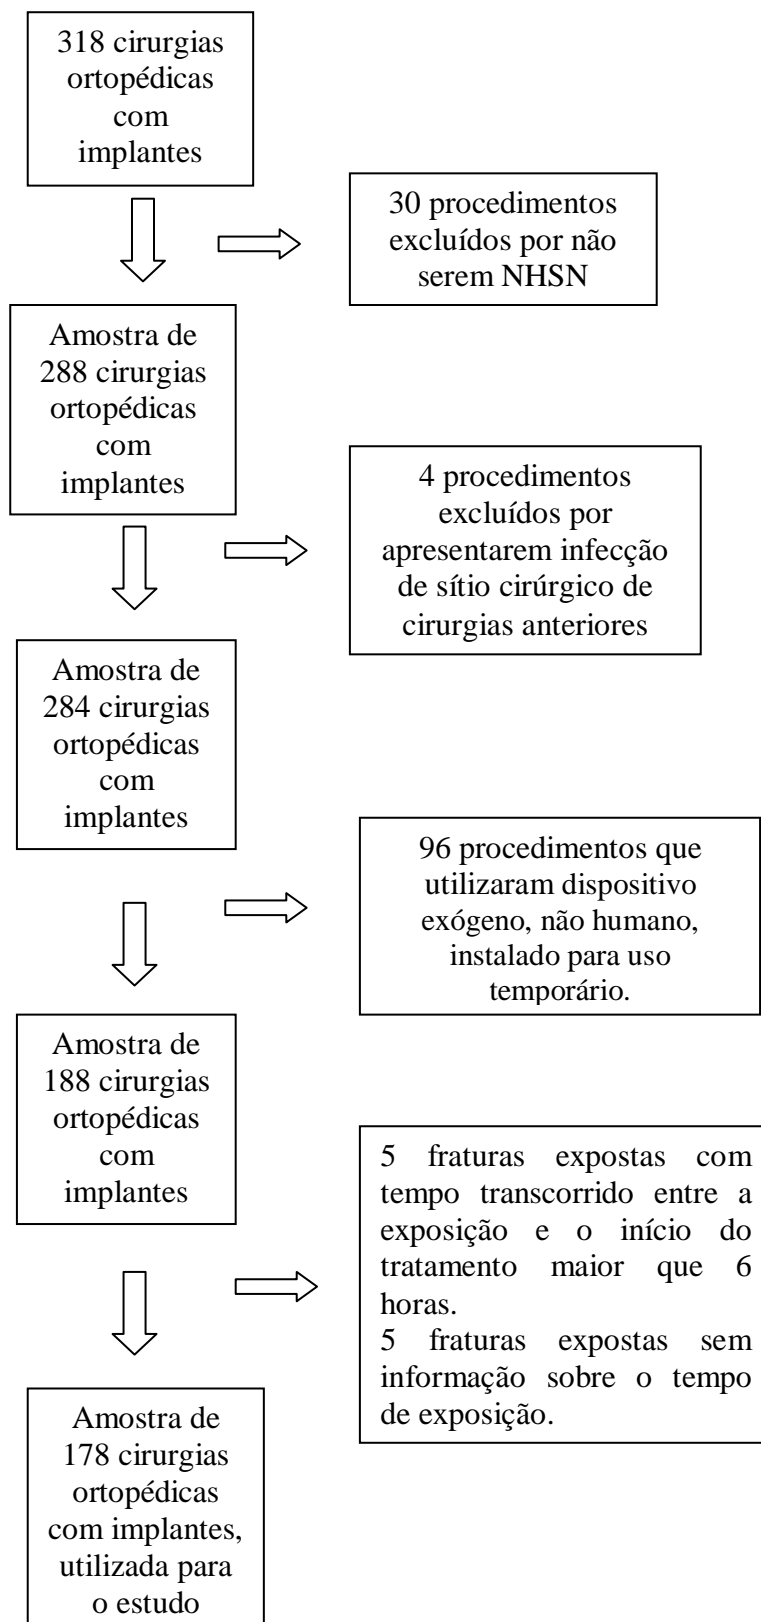 318 cirurgias
ortopédicas
com
implantes
30 procedimentos
excluídos por não
serem NHSN
Amostra de
288 cirurgias
ortopédicas
com
implantes
4 procedimentos
excluídos por
apresentarem infecção
de sítio cirúrgico de
cirurgias anteriores
Amostra de
284 cirurgias
ortopédicas
com
implantes
96 procedimentos que
utilizaram dispositivo
exógeno, não humano,
instalado para uso
temporário.
Amostra de
188 cirurgias
ortopédicas
com
implantes
5 fraturas expostas com
tempo transcorrido entre a
exposição e o início do
tratamento maior que 6
horas.
5 fraturas expostas sem
informação sobre o tempo
de exposição.
Amostra de
178 cirurgias
ortopédicas
com implantes,
utilizada para
o estudo